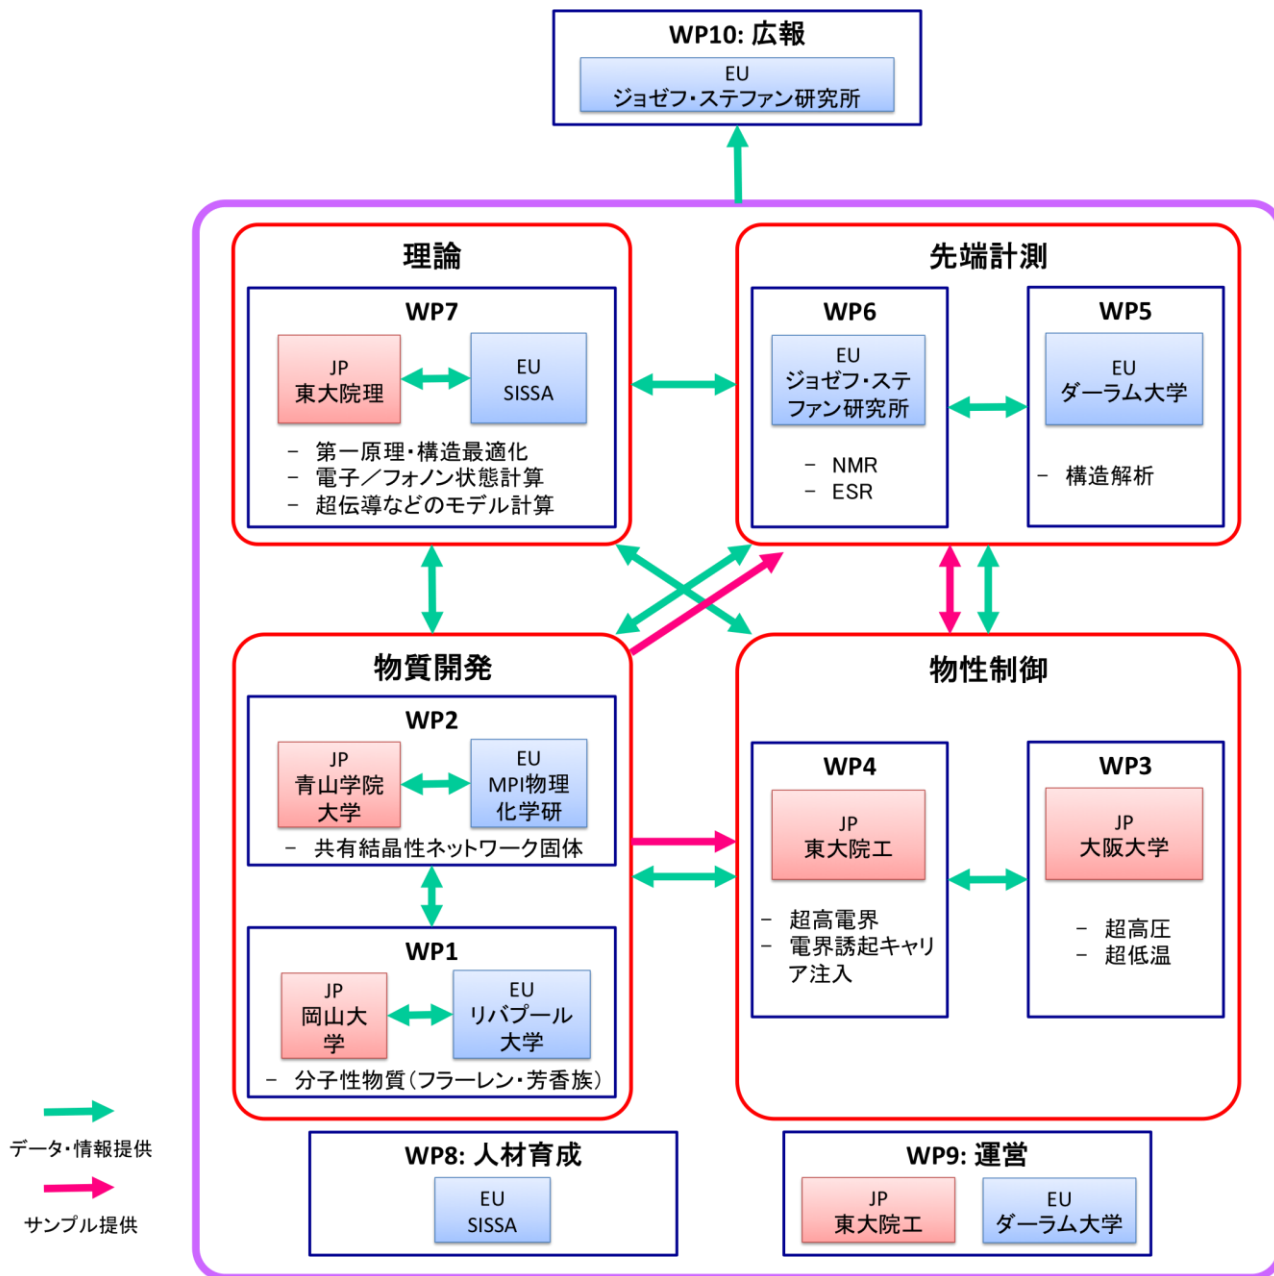 WP10: 広報
EU
ジョゼフ・ステファン研究所
理論
WP7
JP
東大院理
EU
SISSA
– 第一原理・構造最適化
– 電子／フォノン状態計算
– 超伝導などのモデル計算
先端計測
WP6
EU
ジョゼフ・ステ
ファン研究所
– NMR
– ESR
WP5
EU
ダーラム大学
– 構造解析
物質開発
WP2
JP
青山学院
大学
EU
MPI物理
化学研
– 共有結晶性ネットワーク固体
WP1
JP
岡山大
学
EU
リバプール
大学
– 分子性物質（フラーレン・芳香族）
物性制御
WP4
JP
東大院工
– 超高電界
– 電界誘起キャリ
ア注入
WP3
JP
大阪大学
– 超高圧
– 超低温
データ・情報提供
サンプル提供
WP8: 人材育成
EU
SISSA
WP9: 運営
JP
東大院工
EU
ダーラム大学